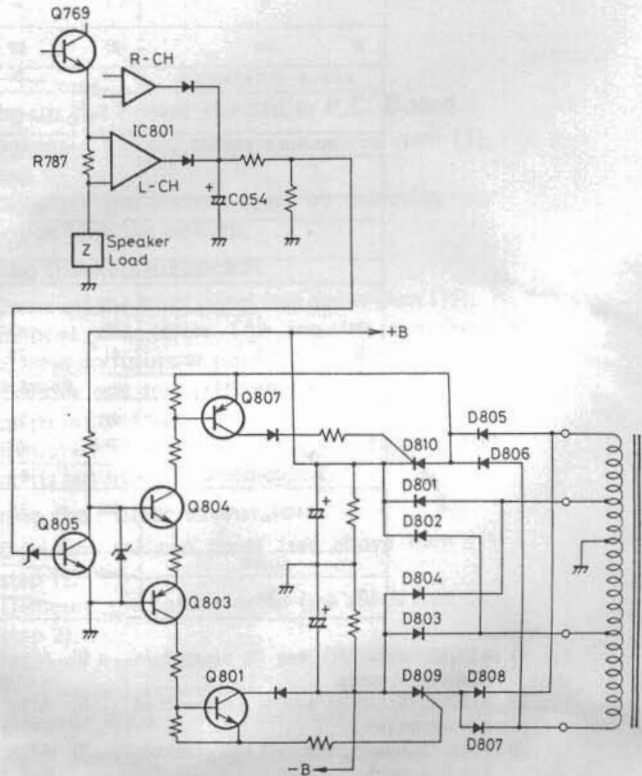 Q769
R-CH
IC801
R787
L-CH
+
C054
Z
Speaker
Load
+B
Q807
D805
D810
D806
D801
+
Q804
D802
Q805
D804
Q803
D803
Q801
D809
D808
D807
-B